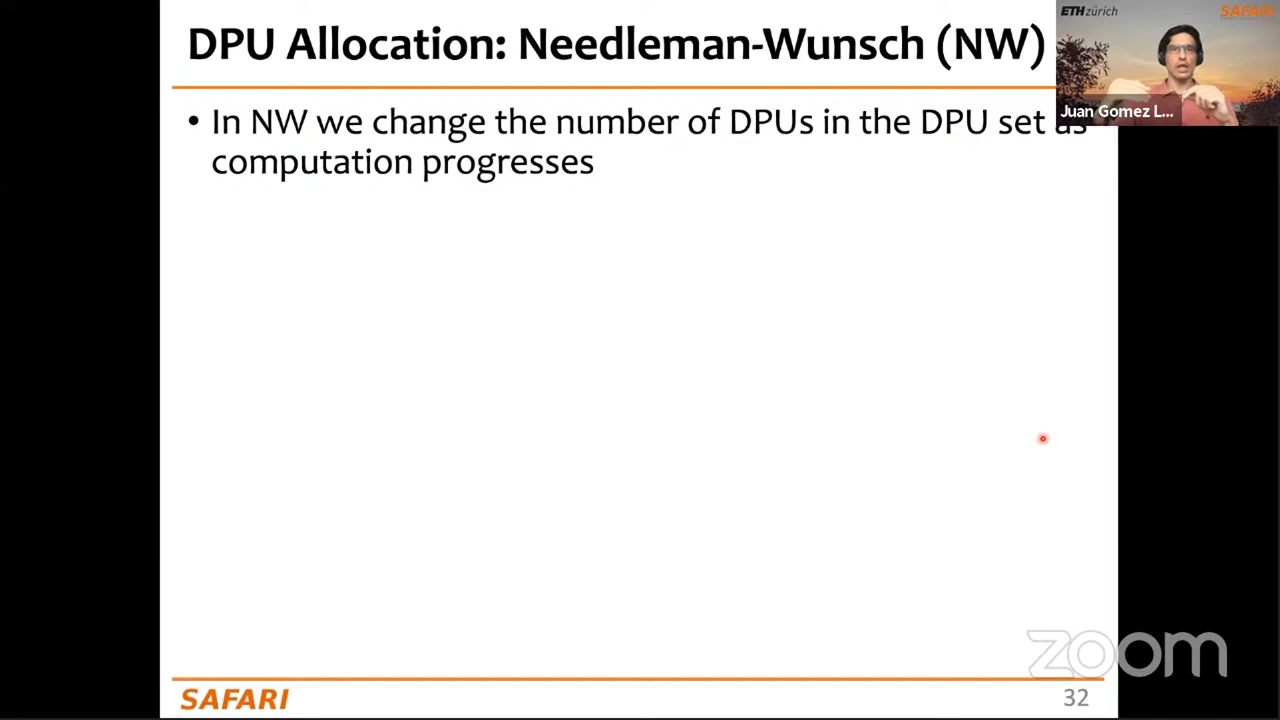 DPU Allocation: Needleman-Wunsch (NW)
ETH zürich
SAFARI
Juan Gomez L...
• In NW we change the number of DPUs in the DPU set as
computation progresses
zoom
SAFARI
32